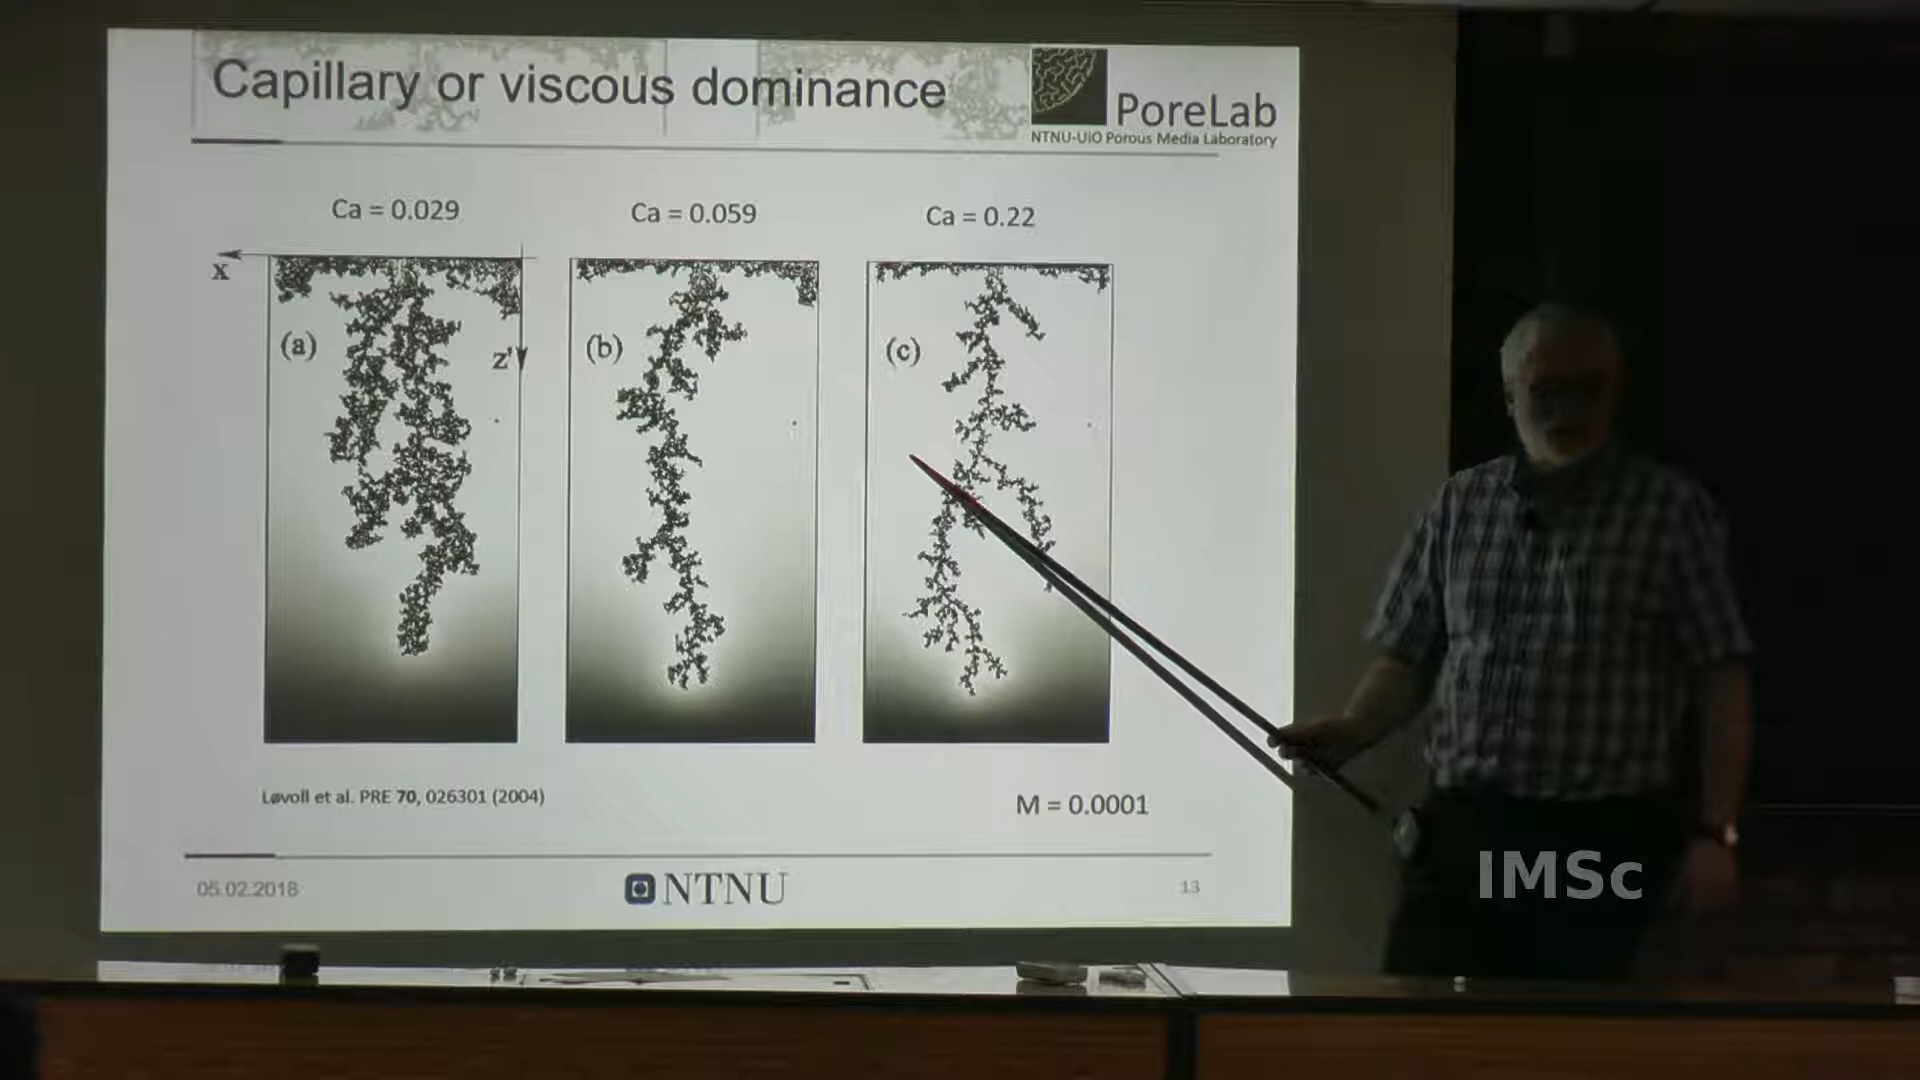 Capillary or viscous dominance
PoreLab
NTNU-UiO Porous Media Laboratory
Ca = 0.029
Ca = 0.059
Ca = 0.22
x
(a)
z'
(b)
(c)
Løvoll et al. PRE 70, 026301 (2004)
M = 0.0001
05.02.2018
NTNU
13
IMSc